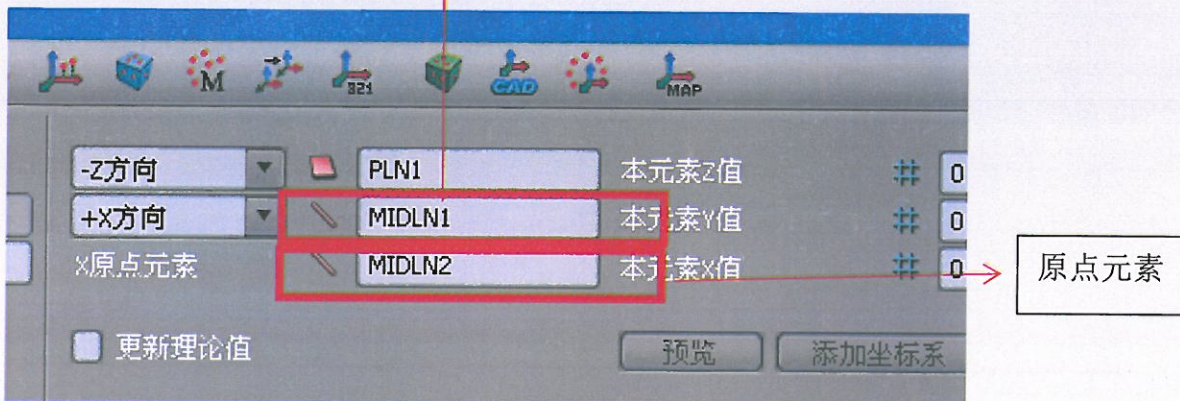 M
321
CAD
MAP
-Z方向 PLN1 本元素Z值 0
+X方向 MIDLN1 本元素Y值 0
X原点元素 MIDLN2 本元素X值 0
原点元素
更新理论值 预览 添加坐标系